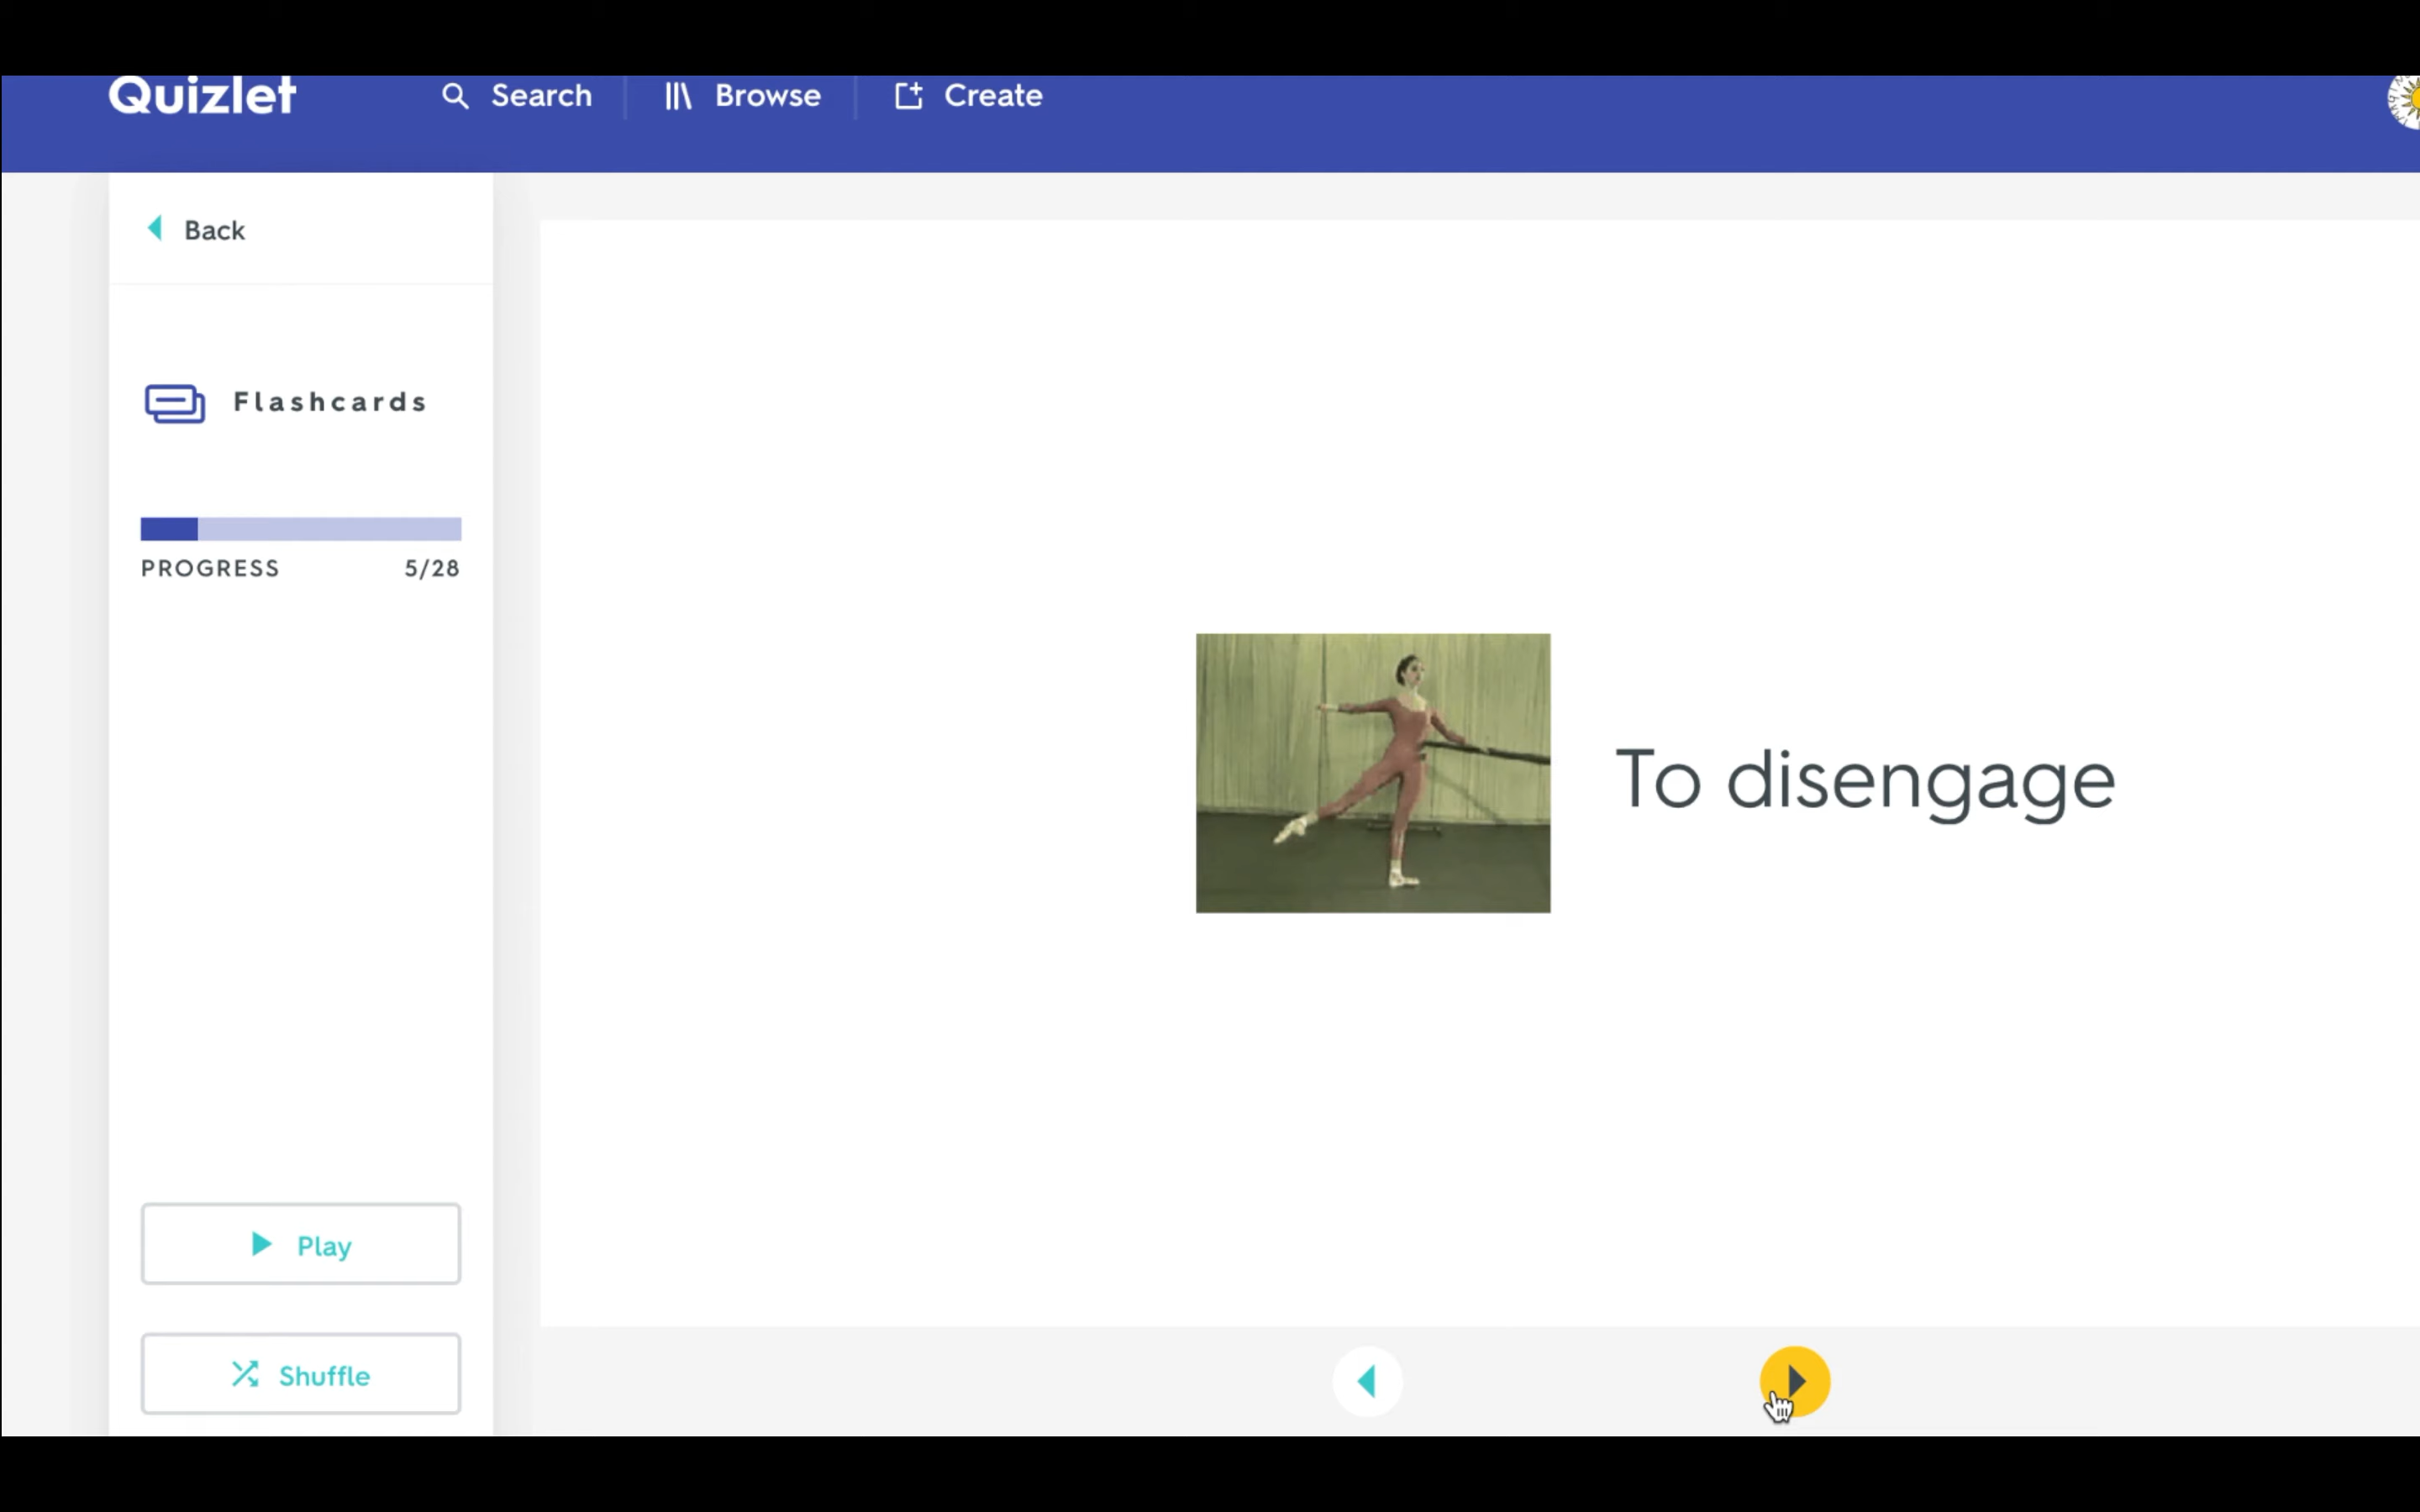 Quizlet
Search
Browse
Create
Back
Flashcards
PROGRESS 5/28
To disengage
Play
Shuffle